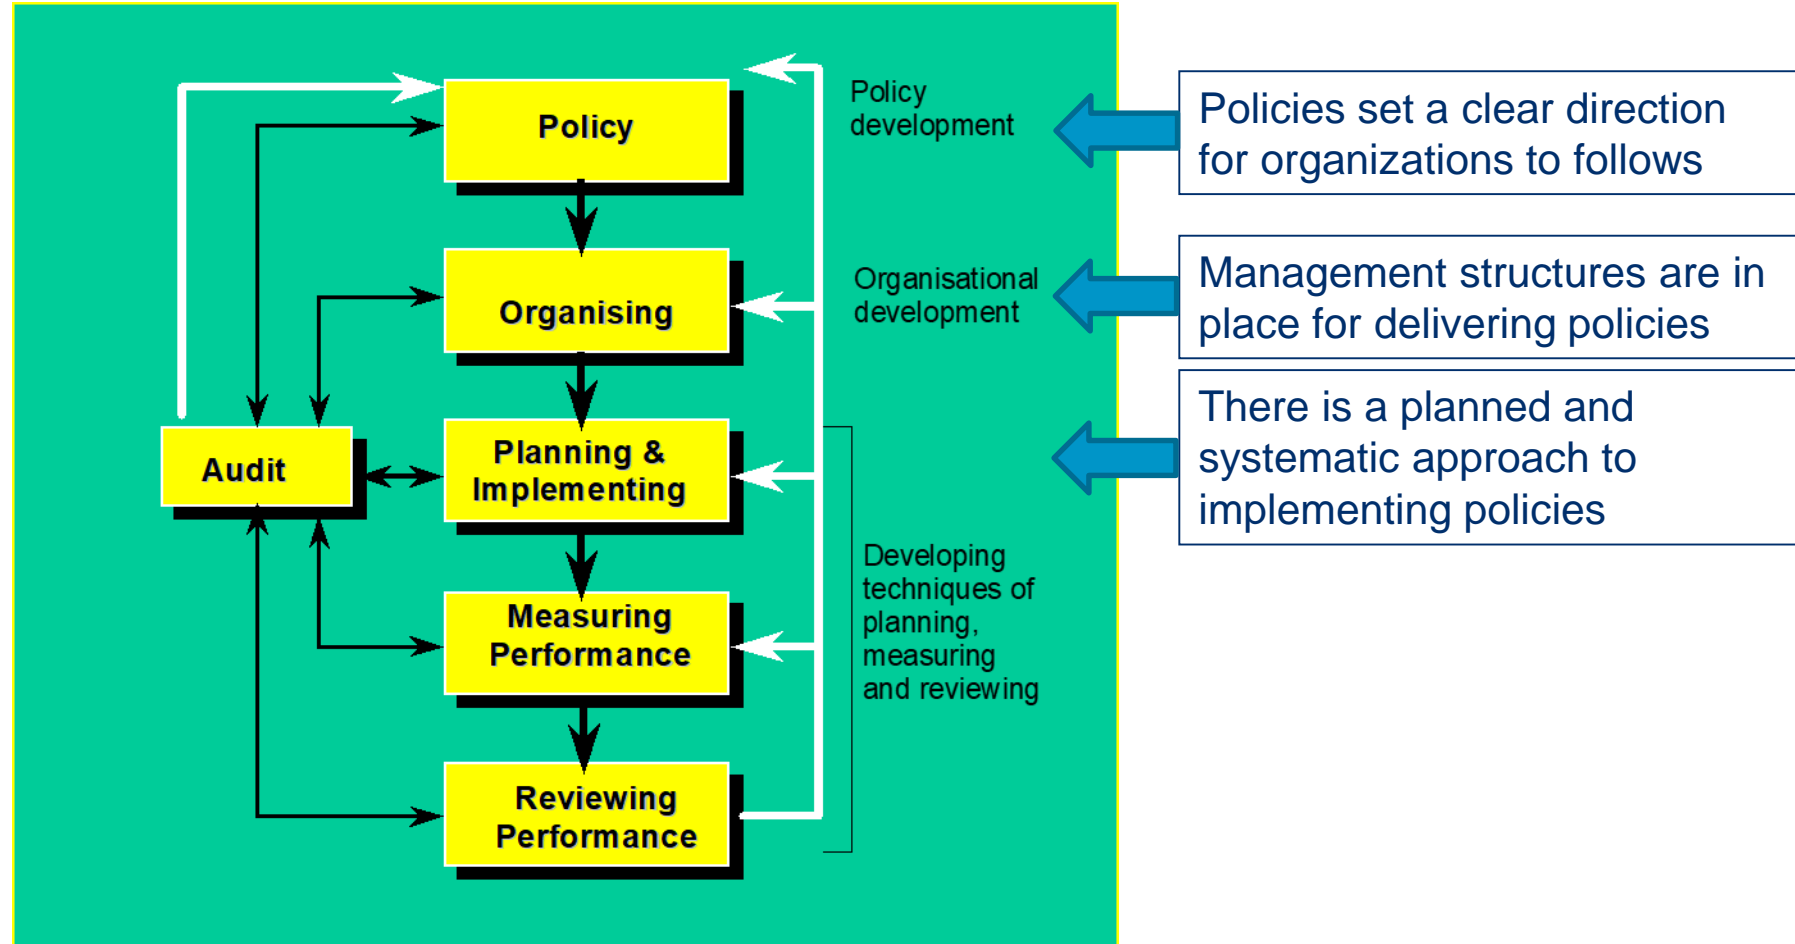 Policy
Organising
Audit
Planning &
Implementing
Measuring
Performance
Reviewing
Performance
Policy
development
Organisational
development
Developing
techniques of
planning,
measuring
and reviewing
Policies set a clear direction
for organizations to follows
Management structures are in
place for delivering policies
There is a planned and
systematic approach to
implementing policies